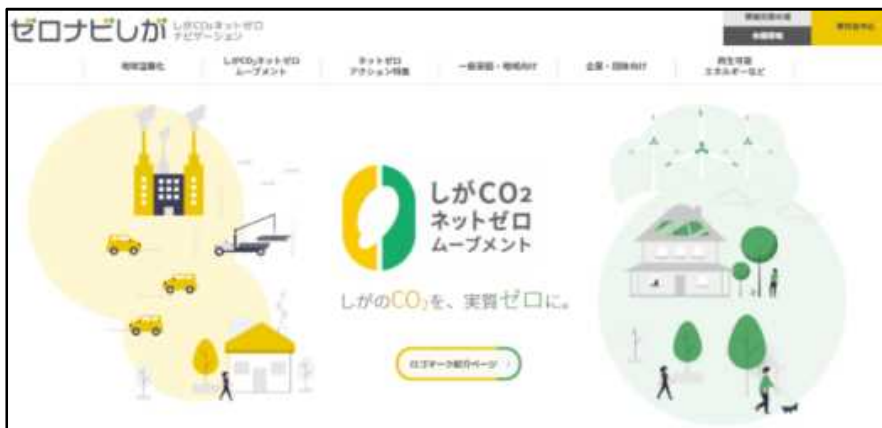 ゼロナビしが
しがCO₂ネットゼロ
ナビゲーション
地球温暖化
しがCO₂ネットゼロ
ムーブメント
ネットゼロ
アクション特集
一般家庭・地域向け
企業・団体向け
再生可能
エネルギーなど
しがCO₂
ネットゼロ
ムーブメント
しがのCO₂を、実質ゼロに。
ロゴマーク紹介ページ